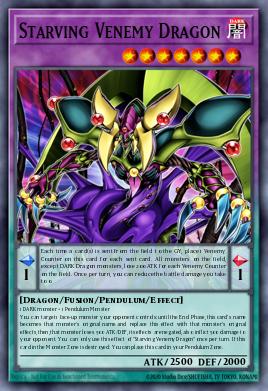 STARVING VENEMY DRAGON
DARK
闇
Each time a card(s) is sent from the field to the GY, place 1 Venemy
Counter on this card for each sent card. All monsters on the field,
except DARK Dragon monsters, lose 200 ATK for each Venemy Counter
on the field. Once per turn, you can reduce the battle damage you take
to 0.
1
1
[DRAGON/FUSION/PENDULUM/EFFECT]
1 DARK monster + 1 Pendulum Monster
You can target 1 face-up monster your opponent controls; until the End Phase, this card's name
becomes that monster's original name and replace this effect with that monster's original
effects, then that monster loses 500 ATK/DEF, its effects are negated, also inflict 500 damage to
your opponent. You can only use this effect of "Starving Venemy Dragon" once per turn. If this
card in the Monster Zone is destroyed: You can place this card in your Pendulum Zone.
ATK/2500 DEF/2000